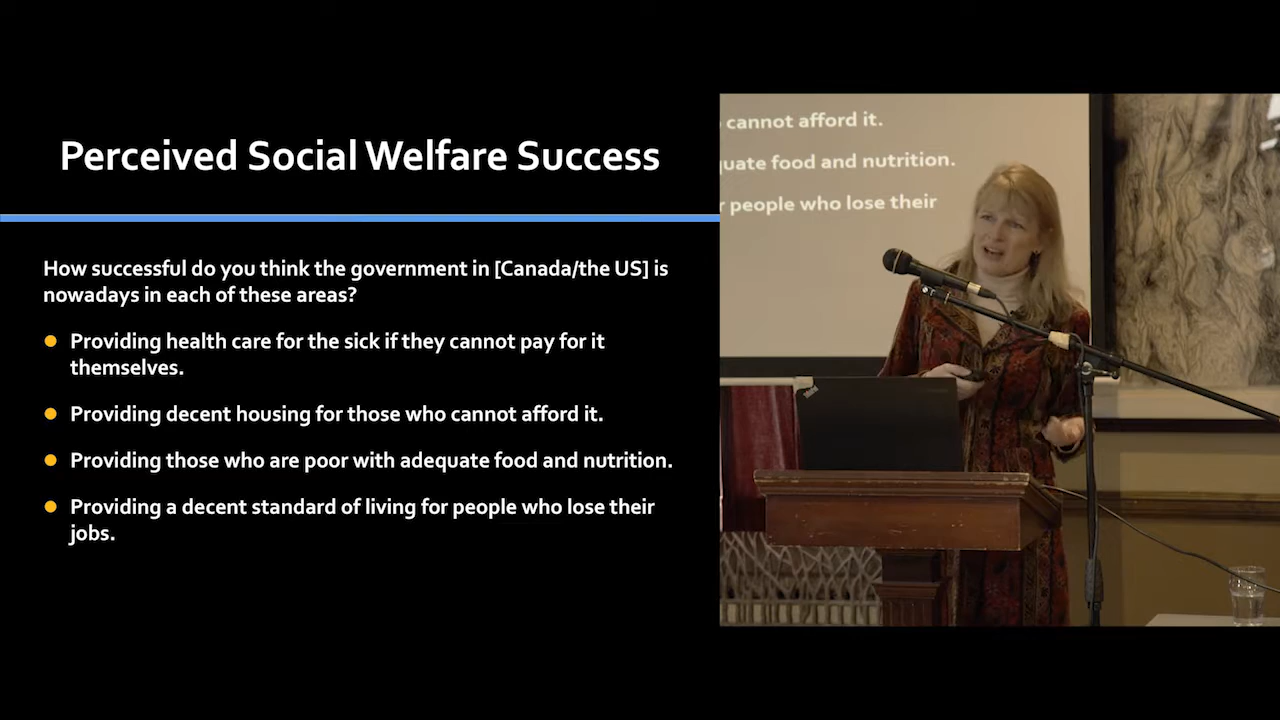 Perceived Social Welfare Success
How successful do you think the government in [Canada/the US] is
nowadays in each of these areas?
Providing health care for the sick if they cannot pay for it
themselves.
Providing decent housing for those who cannot afford it.
Providing those who are poor with adequate food and nutrition.
Providing a decent standard of living for people who lose their
jobs.
cannot afford it.
quate food and nutrition.
people who lose their